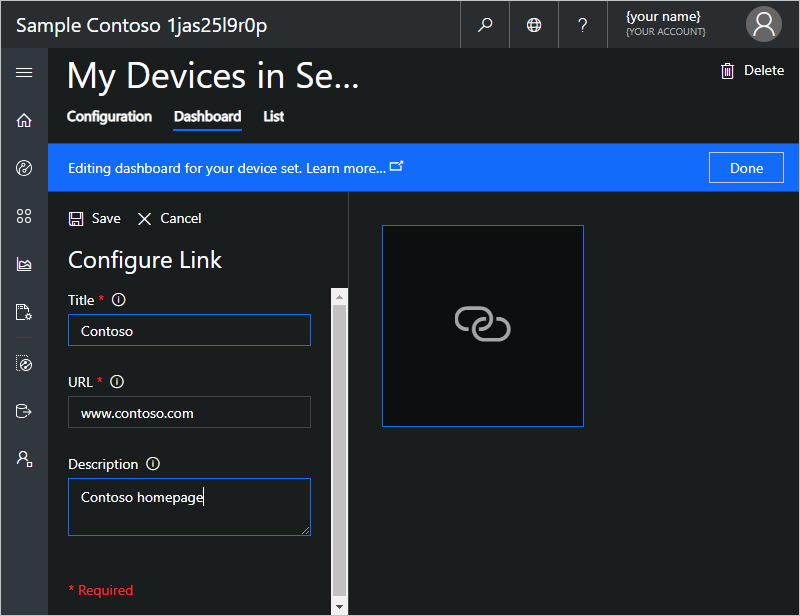 Sample Contoso 1jas25l9r0p
?
{your name}
{YOUR ACCOUNT}
My Devices in Se...
Delete
Configuration Dashboard List
Editing dashboard for your device set. Learn more...
Done
Save Cancel
Configure Link
Title *
Contoso
URL *
www.contoso.com
Description
Contoso homepage
* Required